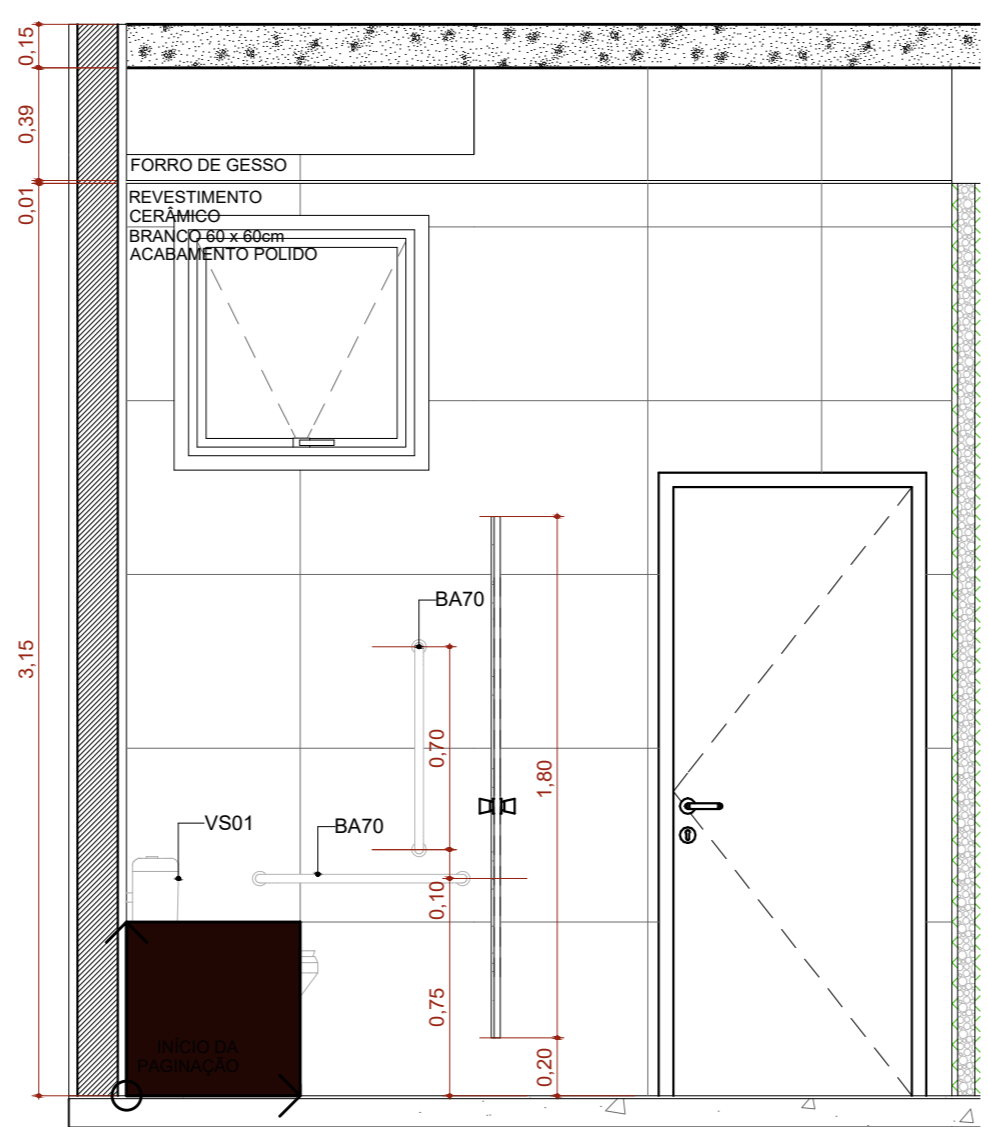 0,15
0,39
FORRO DE GESSO
0,01
REVESTIMENTO
CERÂMICO
BRANCO 60 x 60cm
ACABAMENTO POLIDO
3,15
BA70
0,70
1,80
VS01
BA70
0,10
0,75
0,20
INÍCIO DA
PAGINAÇÃO